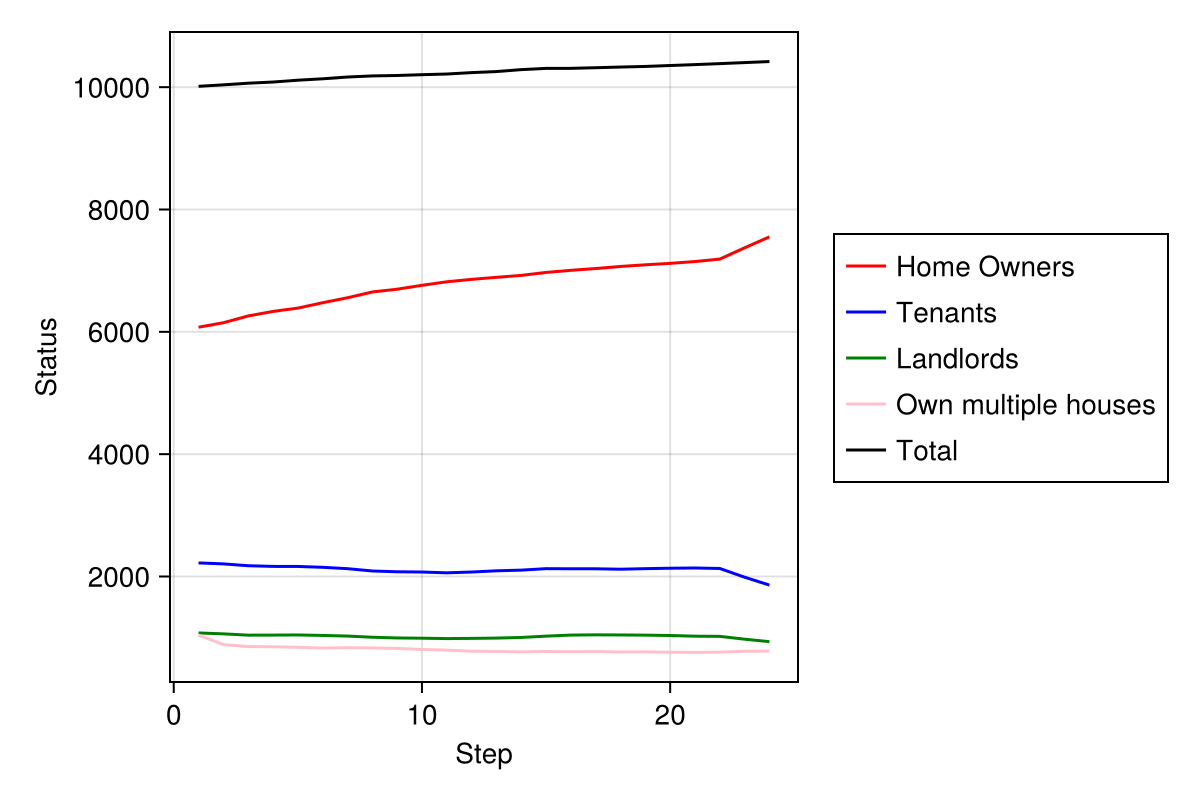 10000
8000
6000
4000
2000
Status
0 10 20
Step
Home Owners
Tenants
Landlords
Own multiple houses
Total